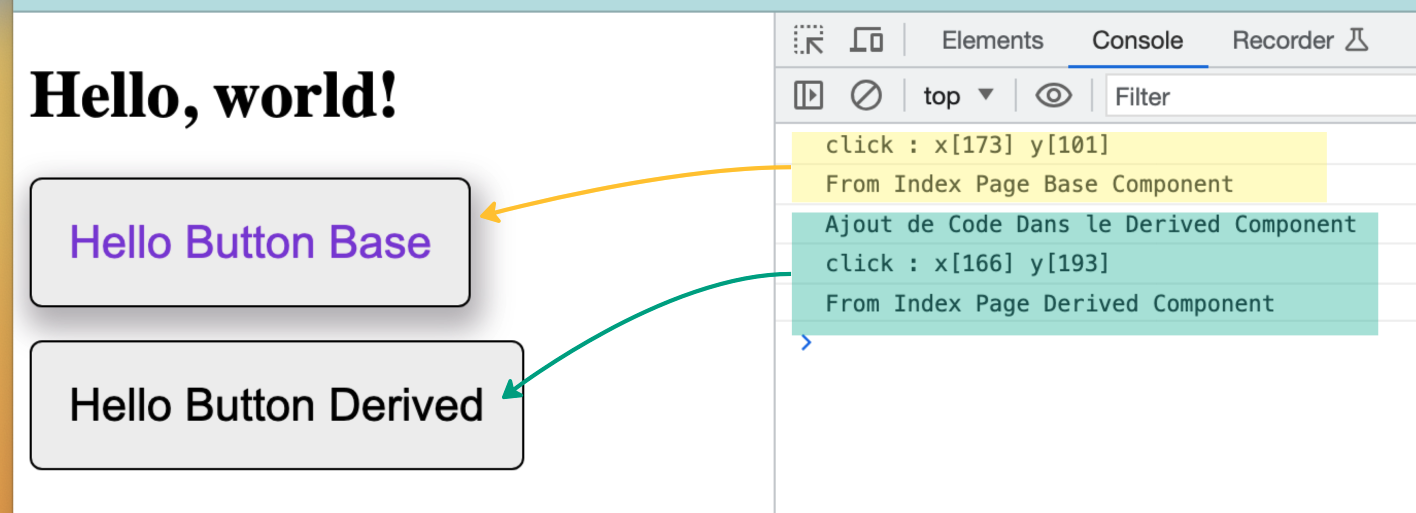 Hello, world!
Hello Button Base
Hello Button Derived
Elements Console Recorder
top Filter
click : x[173] y[101]
From Index Page Base Component
Ajout de Code Dans le Derived Component
click : x[166] y[193]
From Index Page Derived Component